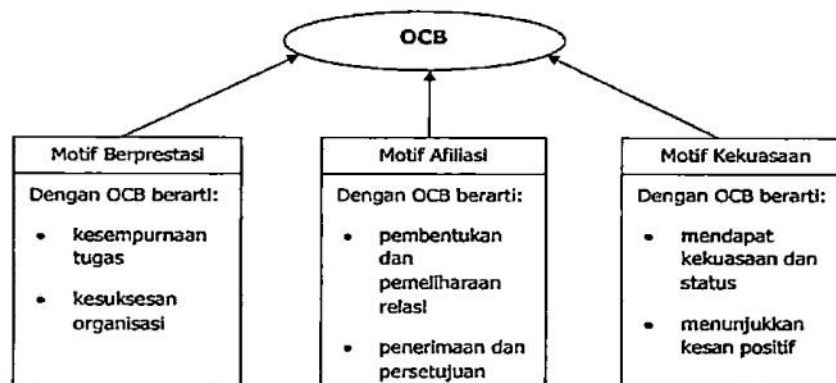 OCB
Motif Berprestasi
Dengan OCB berarti:
• kesempurnaan
tugas
• kesuksesan
organisasi
Motif Afiliasi
Dengan OCB berarti:
• pembentukan
dan
pemeliharaan
relasi
• penerimaan dan
persetujuan
Motif Kekuasaan
Dengan OCB berarti:
• mendapat
kekuasaan dan
status
• menunjukkan
kesan positif